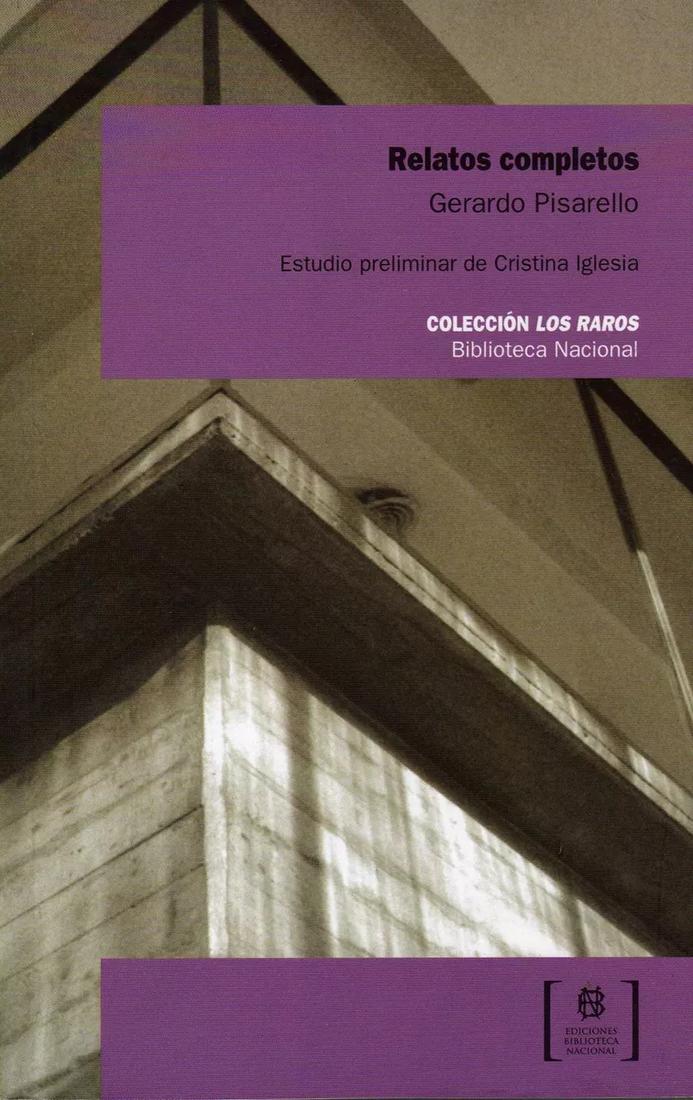 Relatos completos
Gerardo Pisarello
Estudio preliminar de Cristina Iglesia
COLECCIÓN LOS RAROS
Biblioteca Nacional
EDICIONES
BIBLIOTECA
NACIONAL